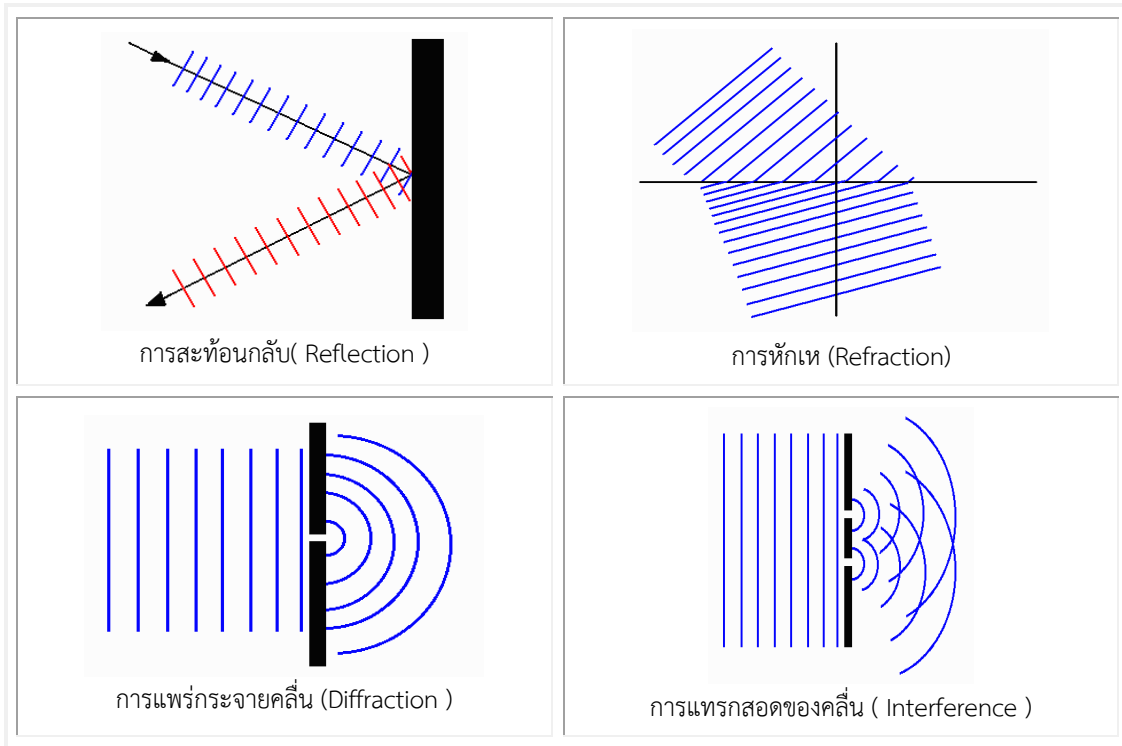 การสะท้อนกลับ( Reflection )
การหักเห (Refraction)
การแพร่กระจายคลื่น (Diffraction )
การแทรกสอดของคลื่น ( Interference )